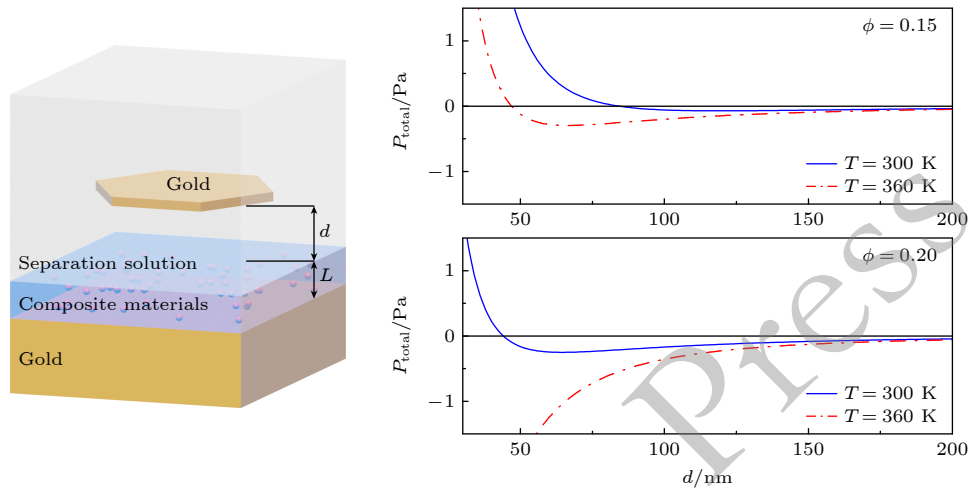 Gold
d
Separation solution
L
Composite materials
Gold
P_total/Pa
1
0
−1
ϕ = 0.15
T = 300 K
T = 360 K
50
100
150
200
P_total/Pa
1
0
−1
ϕ = 0.20
T = 300 K
T = 360 K
50
100
150
200
d/nm
Press